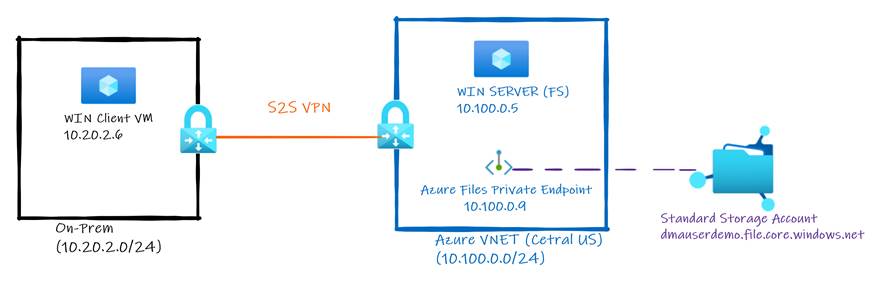 WIN Client VM
10.20.2.6
S2S VPN
WIN SERVER (FS)
10.100.0.5
Azure Files Private Endpoint
10.100.0.9
On-Prem
(10.20.2.0/24)
Azure VNET (Cetral US)
(10.100.0.0/24)
Standard Storage Account
dmauserdemo.file.core.windows.net